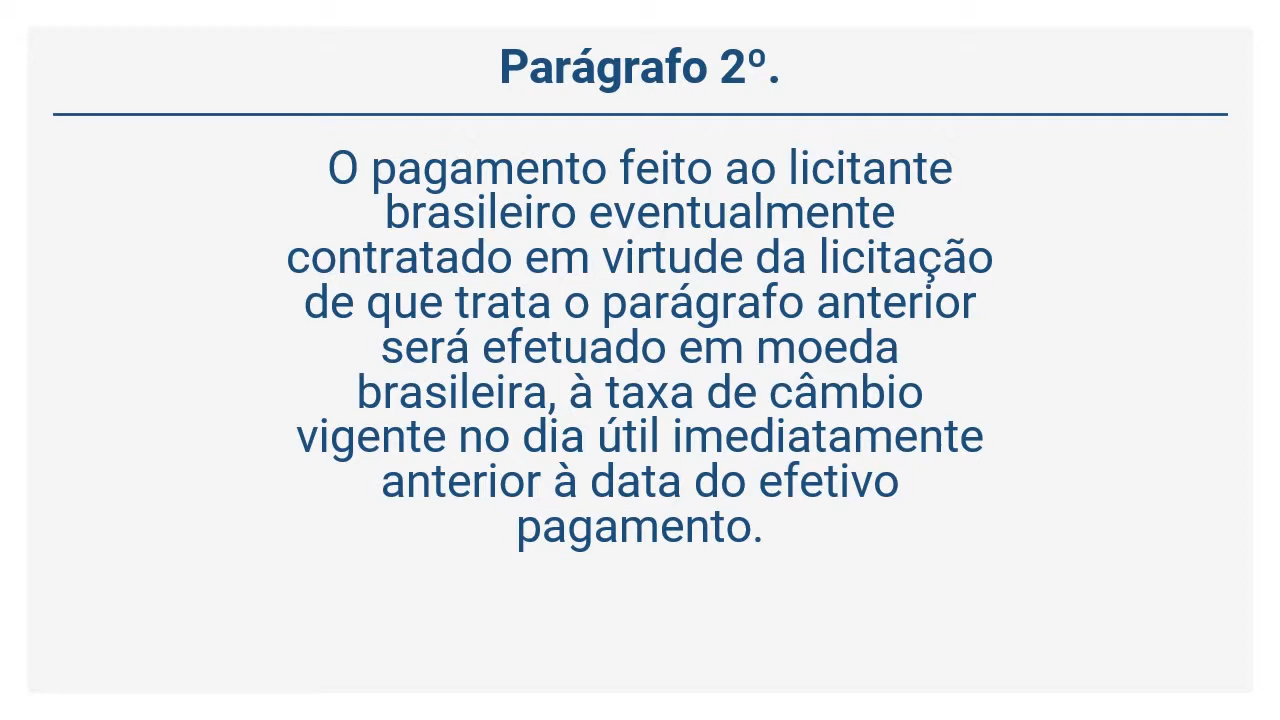 Parágrafo 2º.
O pagamento feito ao licitante
brasileiro eventualmente
contratado em virtude da licitação
de que trata o parágrafo anterior
será efetuado em moeda
brasileira, à taxa de câmbio
vigente no dia útil imediatamente
anterior à data do efetivo
pagamento.